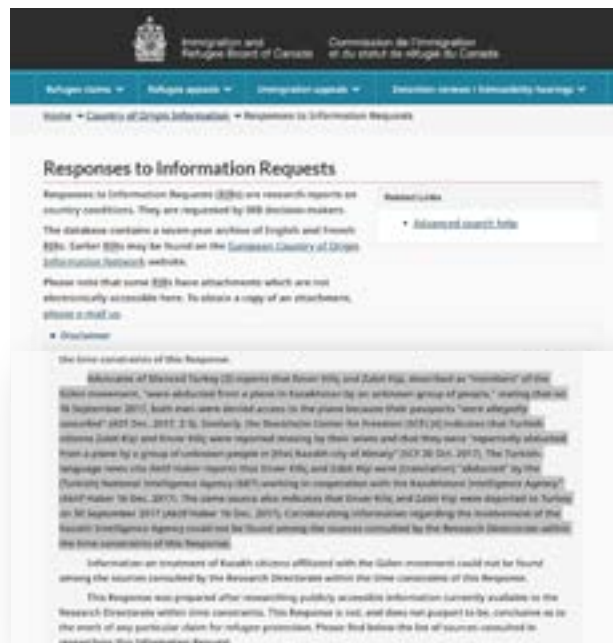 Immigration and Commission de l'immigration
Refugee Board of Canada et du statut de réfugié du Canada
Refugee claims Refugee appeals Immigration appeals Detention reviews / Admissibility hearings
Home Country of Origin Information Responses to Information Requests
Responses to Information Requests
Responses to Information Requests (RIRs) are research reports on
country conditions. They are requested by IRB decision-makers.
The database contains a seven-year archive of English and French
RIRs. Earlier RIRs may be found on the European Country of Origin
Information Network website.
Please note that some RIRs have attachments which are not
electronically accessible here. To obtain a copy of an attachment,
please e-mail us.
Disclaimer
Related Links
Advanced search help
the time constraints of this Response.
Advocates of Silenced Turkey [3] reports that Enver Kılıç and Zabit Kişi, described as "members" of the
Gülen movement, "were abducted from a plane in Kazakhstan by an unknown group of people," stating that on
30 September 2017, both men were denied access to the plane because their passports "were allegedly
cancelled" (AST Dec. 2017, 2, 5). Similarly, the Stockholm Center for Freedom (SCF) [4] indicates that Turkish
citizens Zabit Kişi and Enver Kılıç were reported missing by their wives and that they were "reportedly abducted
from a plane by a group of unknown people in [the] Kazakh city of Almaty" (SCF 20 Oct. 2017). The Turkish-
language news site Aktif Haber reports that Enver Kılıç and Zabit Kişi were [translation] "abducted" by the
[Turkish] National Intelligence Agency (MIT) working in cooperation with the Kazakhstani Intelligence Agency"
(Aktif Haber 16 Dec. 2017). The same source also indicates that Enver Kılıç and Zabit Kişi were deported to Turkey
on 30 September 2017 (Aktif Haber 16 Dec. 2017). Corroborating information regarding the involvement of the
Kazakh Intelligence Agency could not be found among the sources consulted by the Research Directorate within
the time constraints of this Response.
Information on treatment of Kazakh citizens affiliated with the Gülen movement could not be found
among the sources consulted by the Research Directorate within the time constraints of this Response.
This Response was prepared after researching publicly accessible information currently available to the
Research Directorate within time constraints. This Response is not, and does not purport to be, conclusive as to
the merit of any particular claim for refugee protection. Please find below the list of sources consulted in
researching this Information Request.